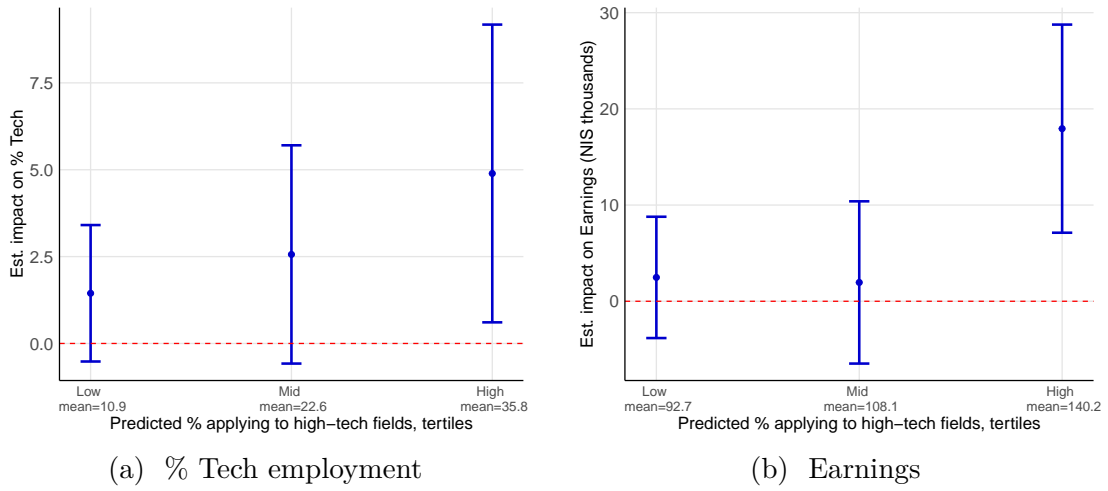 Est. impact on % Tech
7.5
5.0
2.5
0.0
Low
mean=10.9
Mid
mean=22.6
High
mean=35.8
Predicted % applying to high−tech fields, tertiles
(a) % Tech employment
Est. impact on Earnings (NIS thousands)
30
20
10
0
Low
mean=92.7
Mid
mean=108.1
High
mean=140.2
Predicted % applying to high−tech fields, tertiles
(b) Earnings